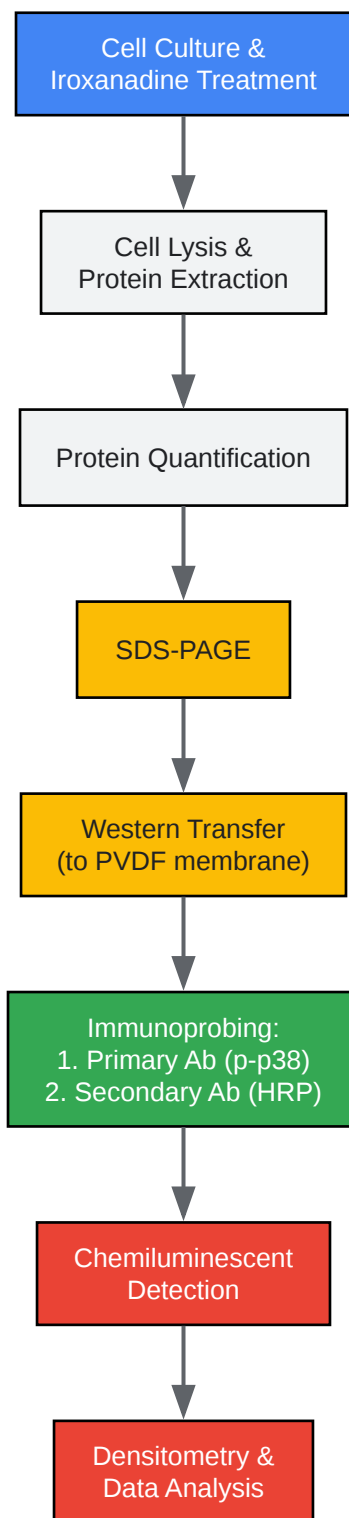 Cell Culture &
Iroxanadine Treatment
Cell Lysis &
Protein Extraction
Protein Quantification
SDS-PAGE
Western Transfer
(to PVDF membrane)
Immunoprobing:
1. Primary Ab (p-p38)
2. Secondary Ab (HRP)
Chemiluminescent
Detection
Densitometry &
Data Analysis